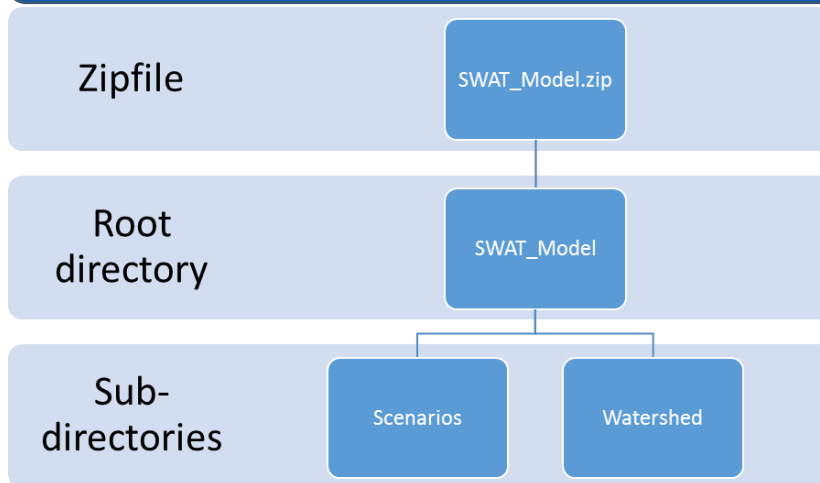 Zipfile
SWAT_Model.zip
Root
directory
SWAT_Model
Sub-
directories
Scenarios
Watershed